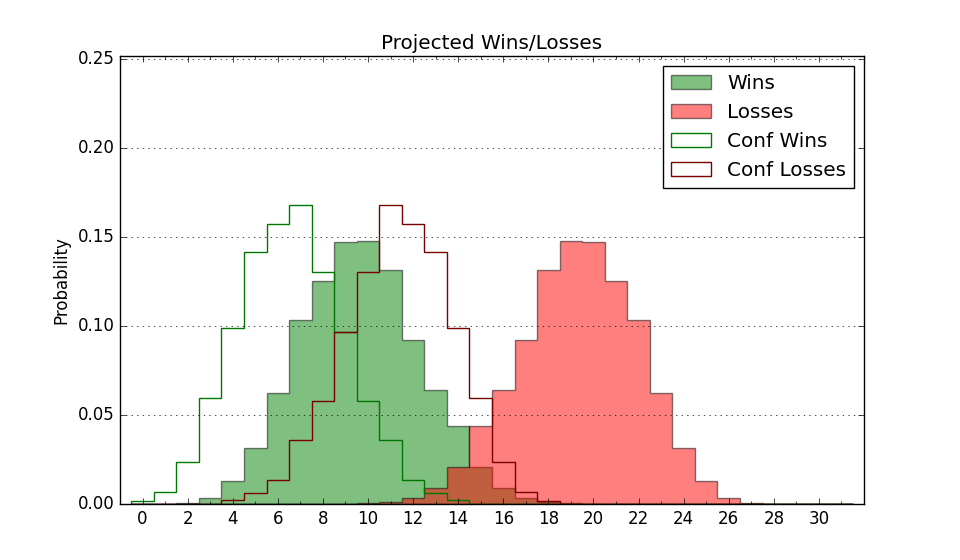 Projected Wins/Losses
0.25
0.20
0.15
0.10
0.05
0.00
Probability
Wins
Losses
Conf Wins
Conf Losses
0 2 4 6 8 10 12 14 16 18 20 22 24 26 28 30